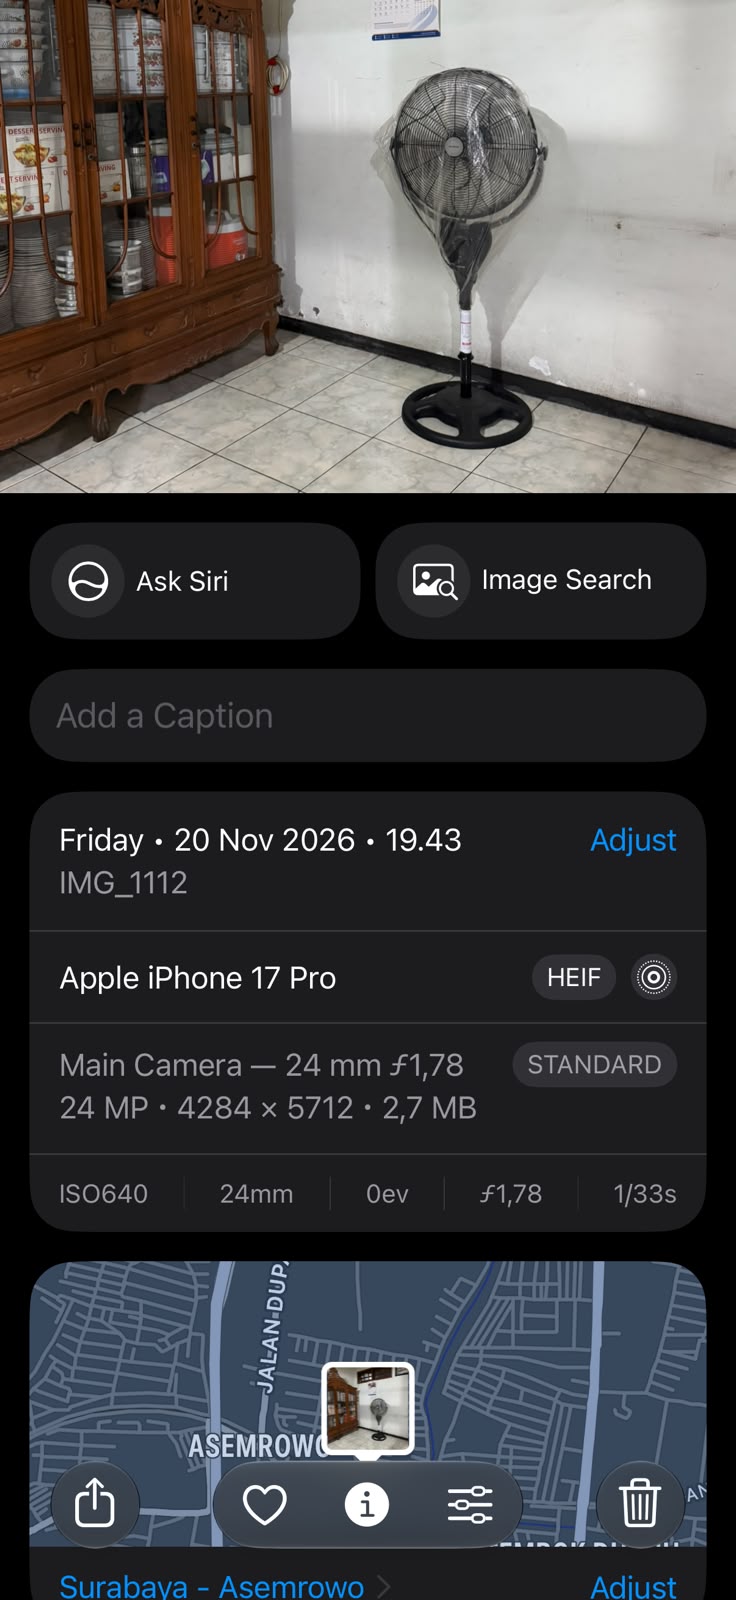 DESSERT SERVING
Ask Siri
Image Search
Add a Caption
Friday • 20 Nov 2026 • 19.43
Adjust
IMG_1112
Apple iPhone 17 Pro
HEIF
Main Camera — 24 mm ƒ1,78
STANDARD
24 MP • 4284 × 5712 • 2,7 MB
ISO640
24mm
0ev
ƒ1,78
1/33s
JALAN DUPA
ASEMROWO
Surabaya - Asemrowo
Adjust